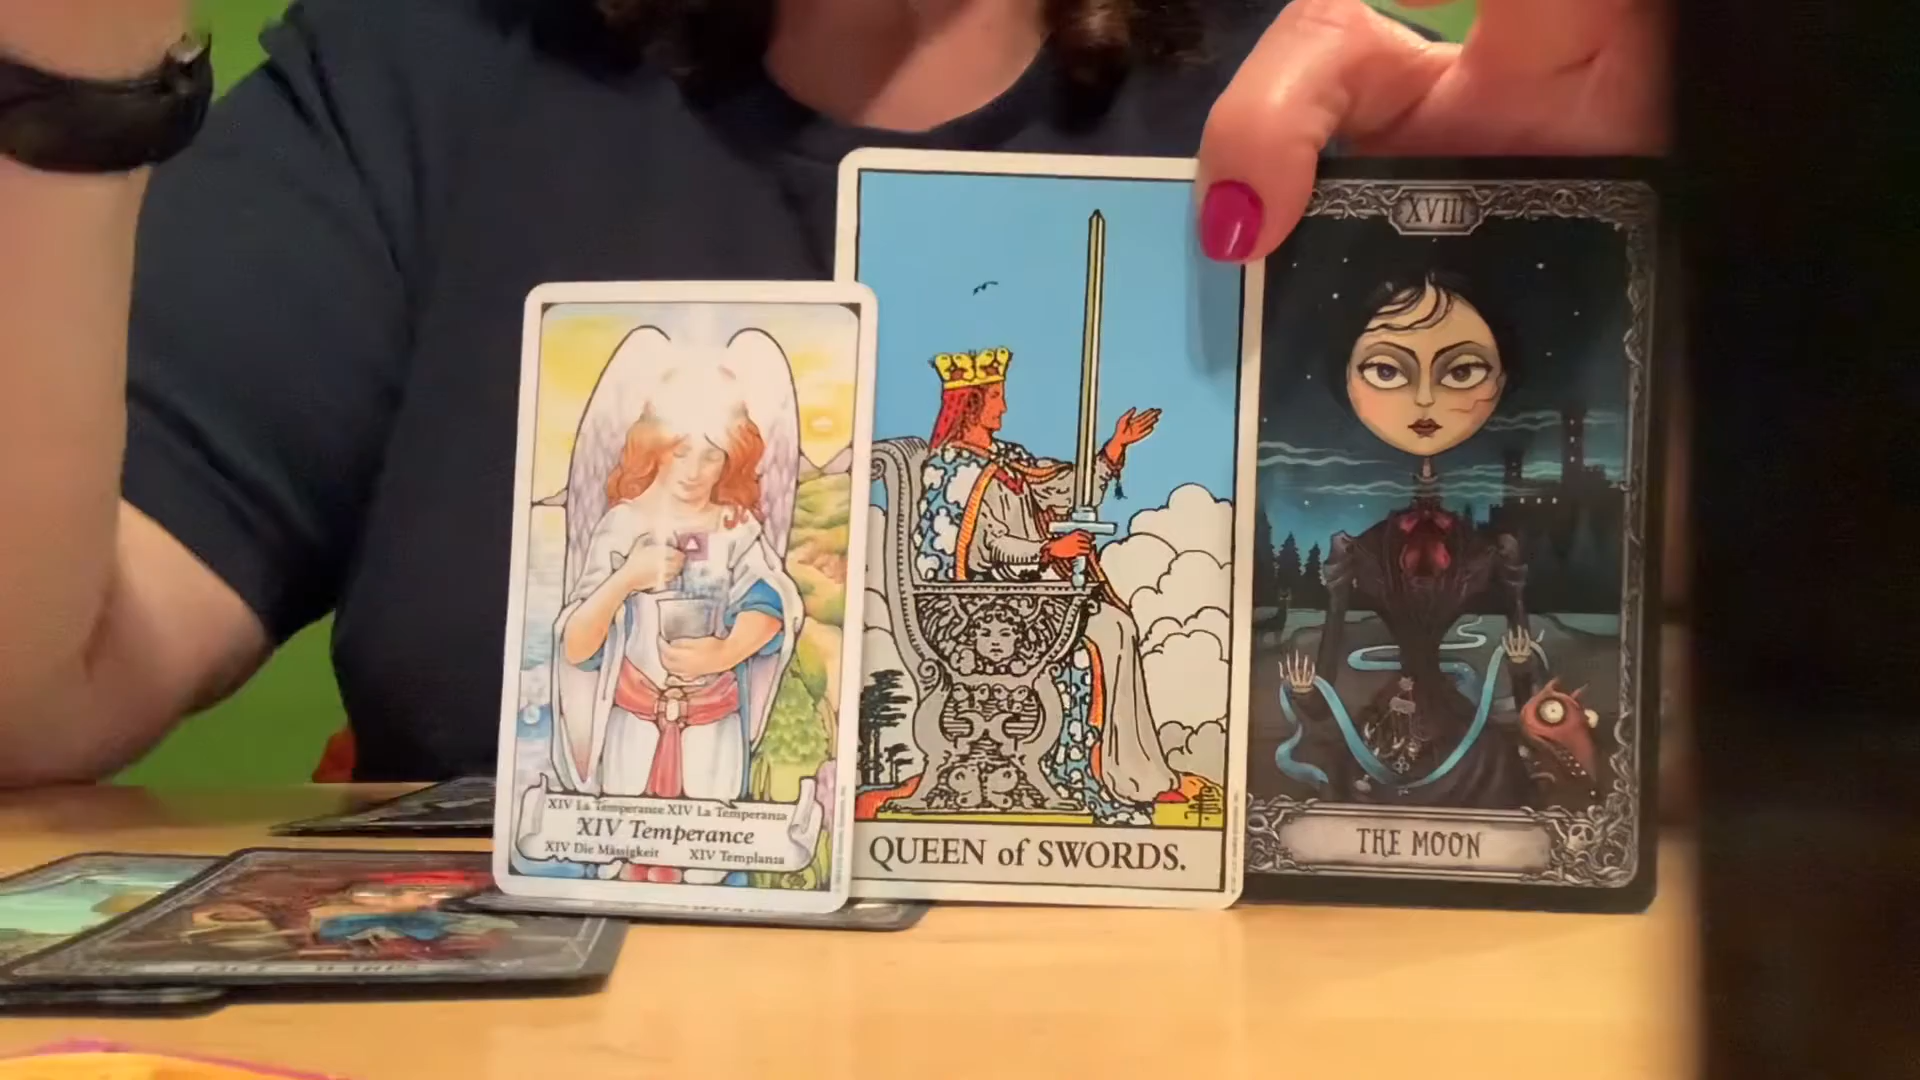 XIV La Temperance XIV La Temperanza
XIV Temperance
XIV Die Mässigkeit XIV Templanza
QUEEN of SWORDS.
XVIII
THE MOON